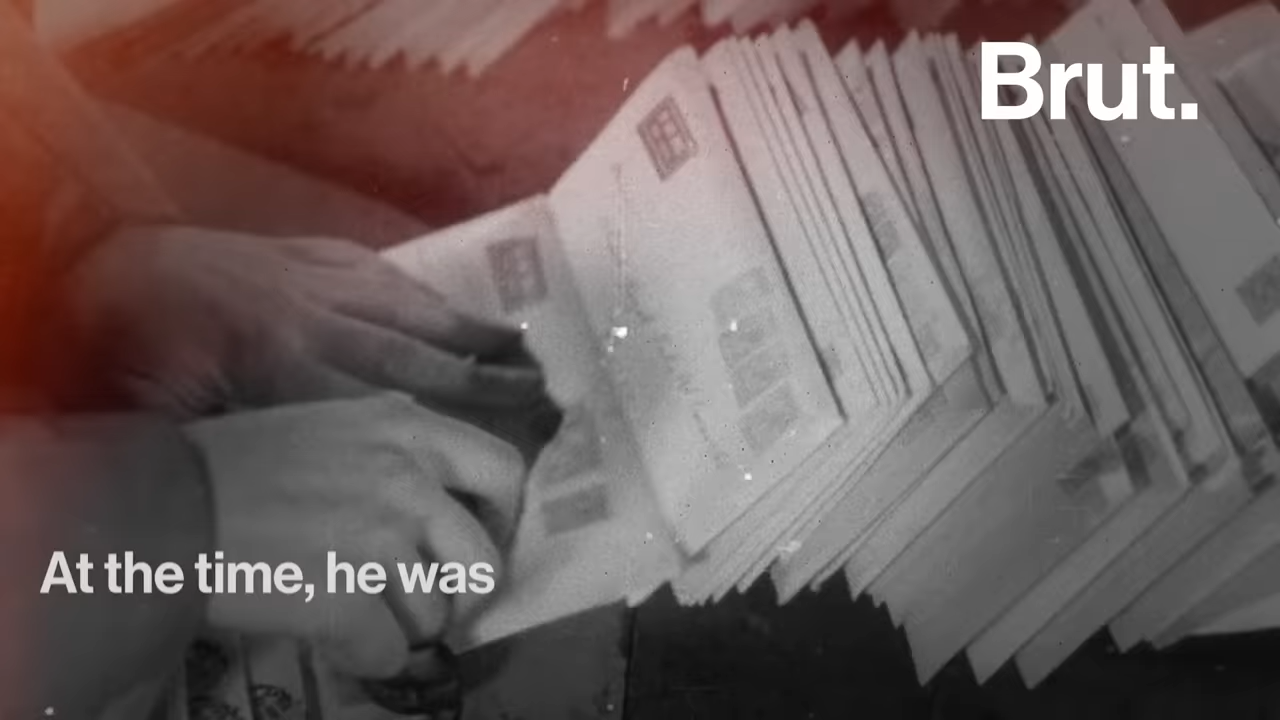 Brut.
At the time, he was